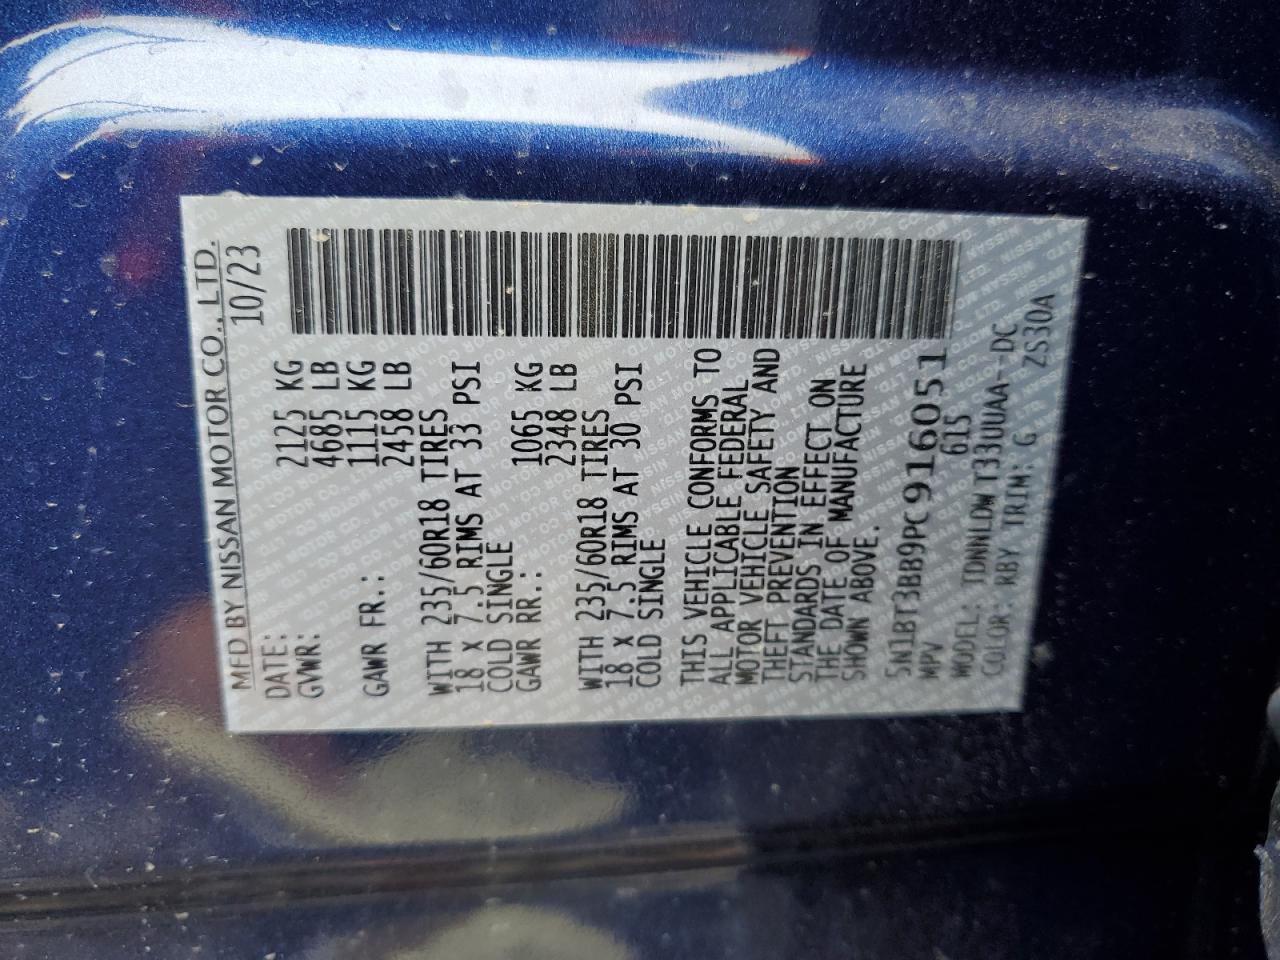 MFD BY NISSAN MOTOR CO., LTD.
DATE: 10/23
GVWR: 2125 KG
4685 LB
GAWR FR.: 1115 KG
2458 LB
WITH 235/60R18 TIRES
18 X 7.5 RIMS AT 33 PSI
COLD SINGLE
GAWR RR.: 1065 KG
2348 LB
WITH 235/60R18 TIRES
18 X 7.5 RIMS AT 30 PSI
COLD SINGLE
THIS VEHICLE CONFORMS TO
ALL APPLICABLE FEDERAL
MOTOR VEHICLE SAFETY AND
THEFT PREVENTION
STANDARDS IN EFFECT ON
THE DATE OF MANUFACTURE
SHOWN ABOVE.
5N1BT3BB9PC916051
MPV 615
MODEL: TDNNLDW T33UUAA--DC
COLOR: RBY TRIM: G ZS30A